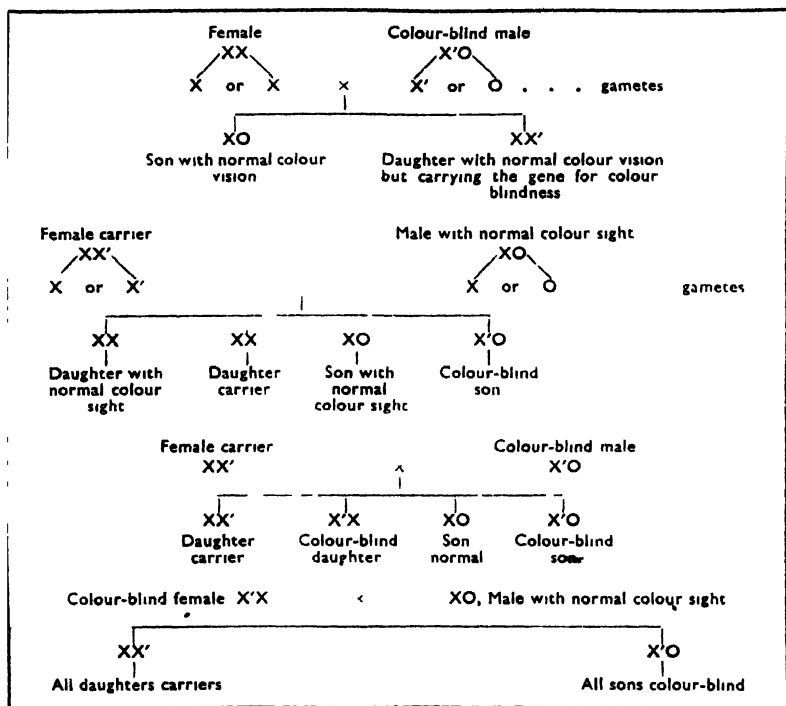 Female Colour-blind male
XX X'O
X or X × X' or O . . . gametes
XO XX'
Son with normal colour Daughter with normal colour vision
vision but carrying the gene for colour
blindness
Female carrier Male with normal colour sight
XX' XO
X or X' X or O gametes
XX XX XO X'O
Daughter with Daughter Son with Colour-blind
normal colour carrier normal son
sight colour sight
Female carrier Colour-blind male
XX' × X'O
XX' X'X XO X'O
Daughter Colour-blind Son Colour-blind
carrier daughter normal son
Colour-blind female X'X XO, Male with normal colour sight
XX' X'O
All daughters carriers All sons colour-blind